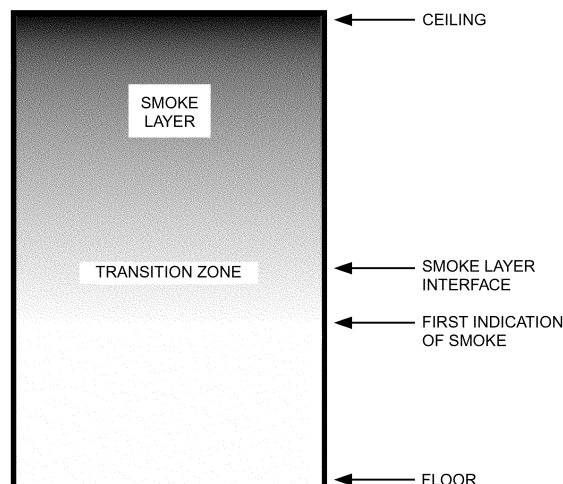 CEILING
SMOKE
LAYER
TRANSITION ZONE
SMOKE LAYER
INTERFACE
FIRST INDICATION
OF SMOKE
FLOOR